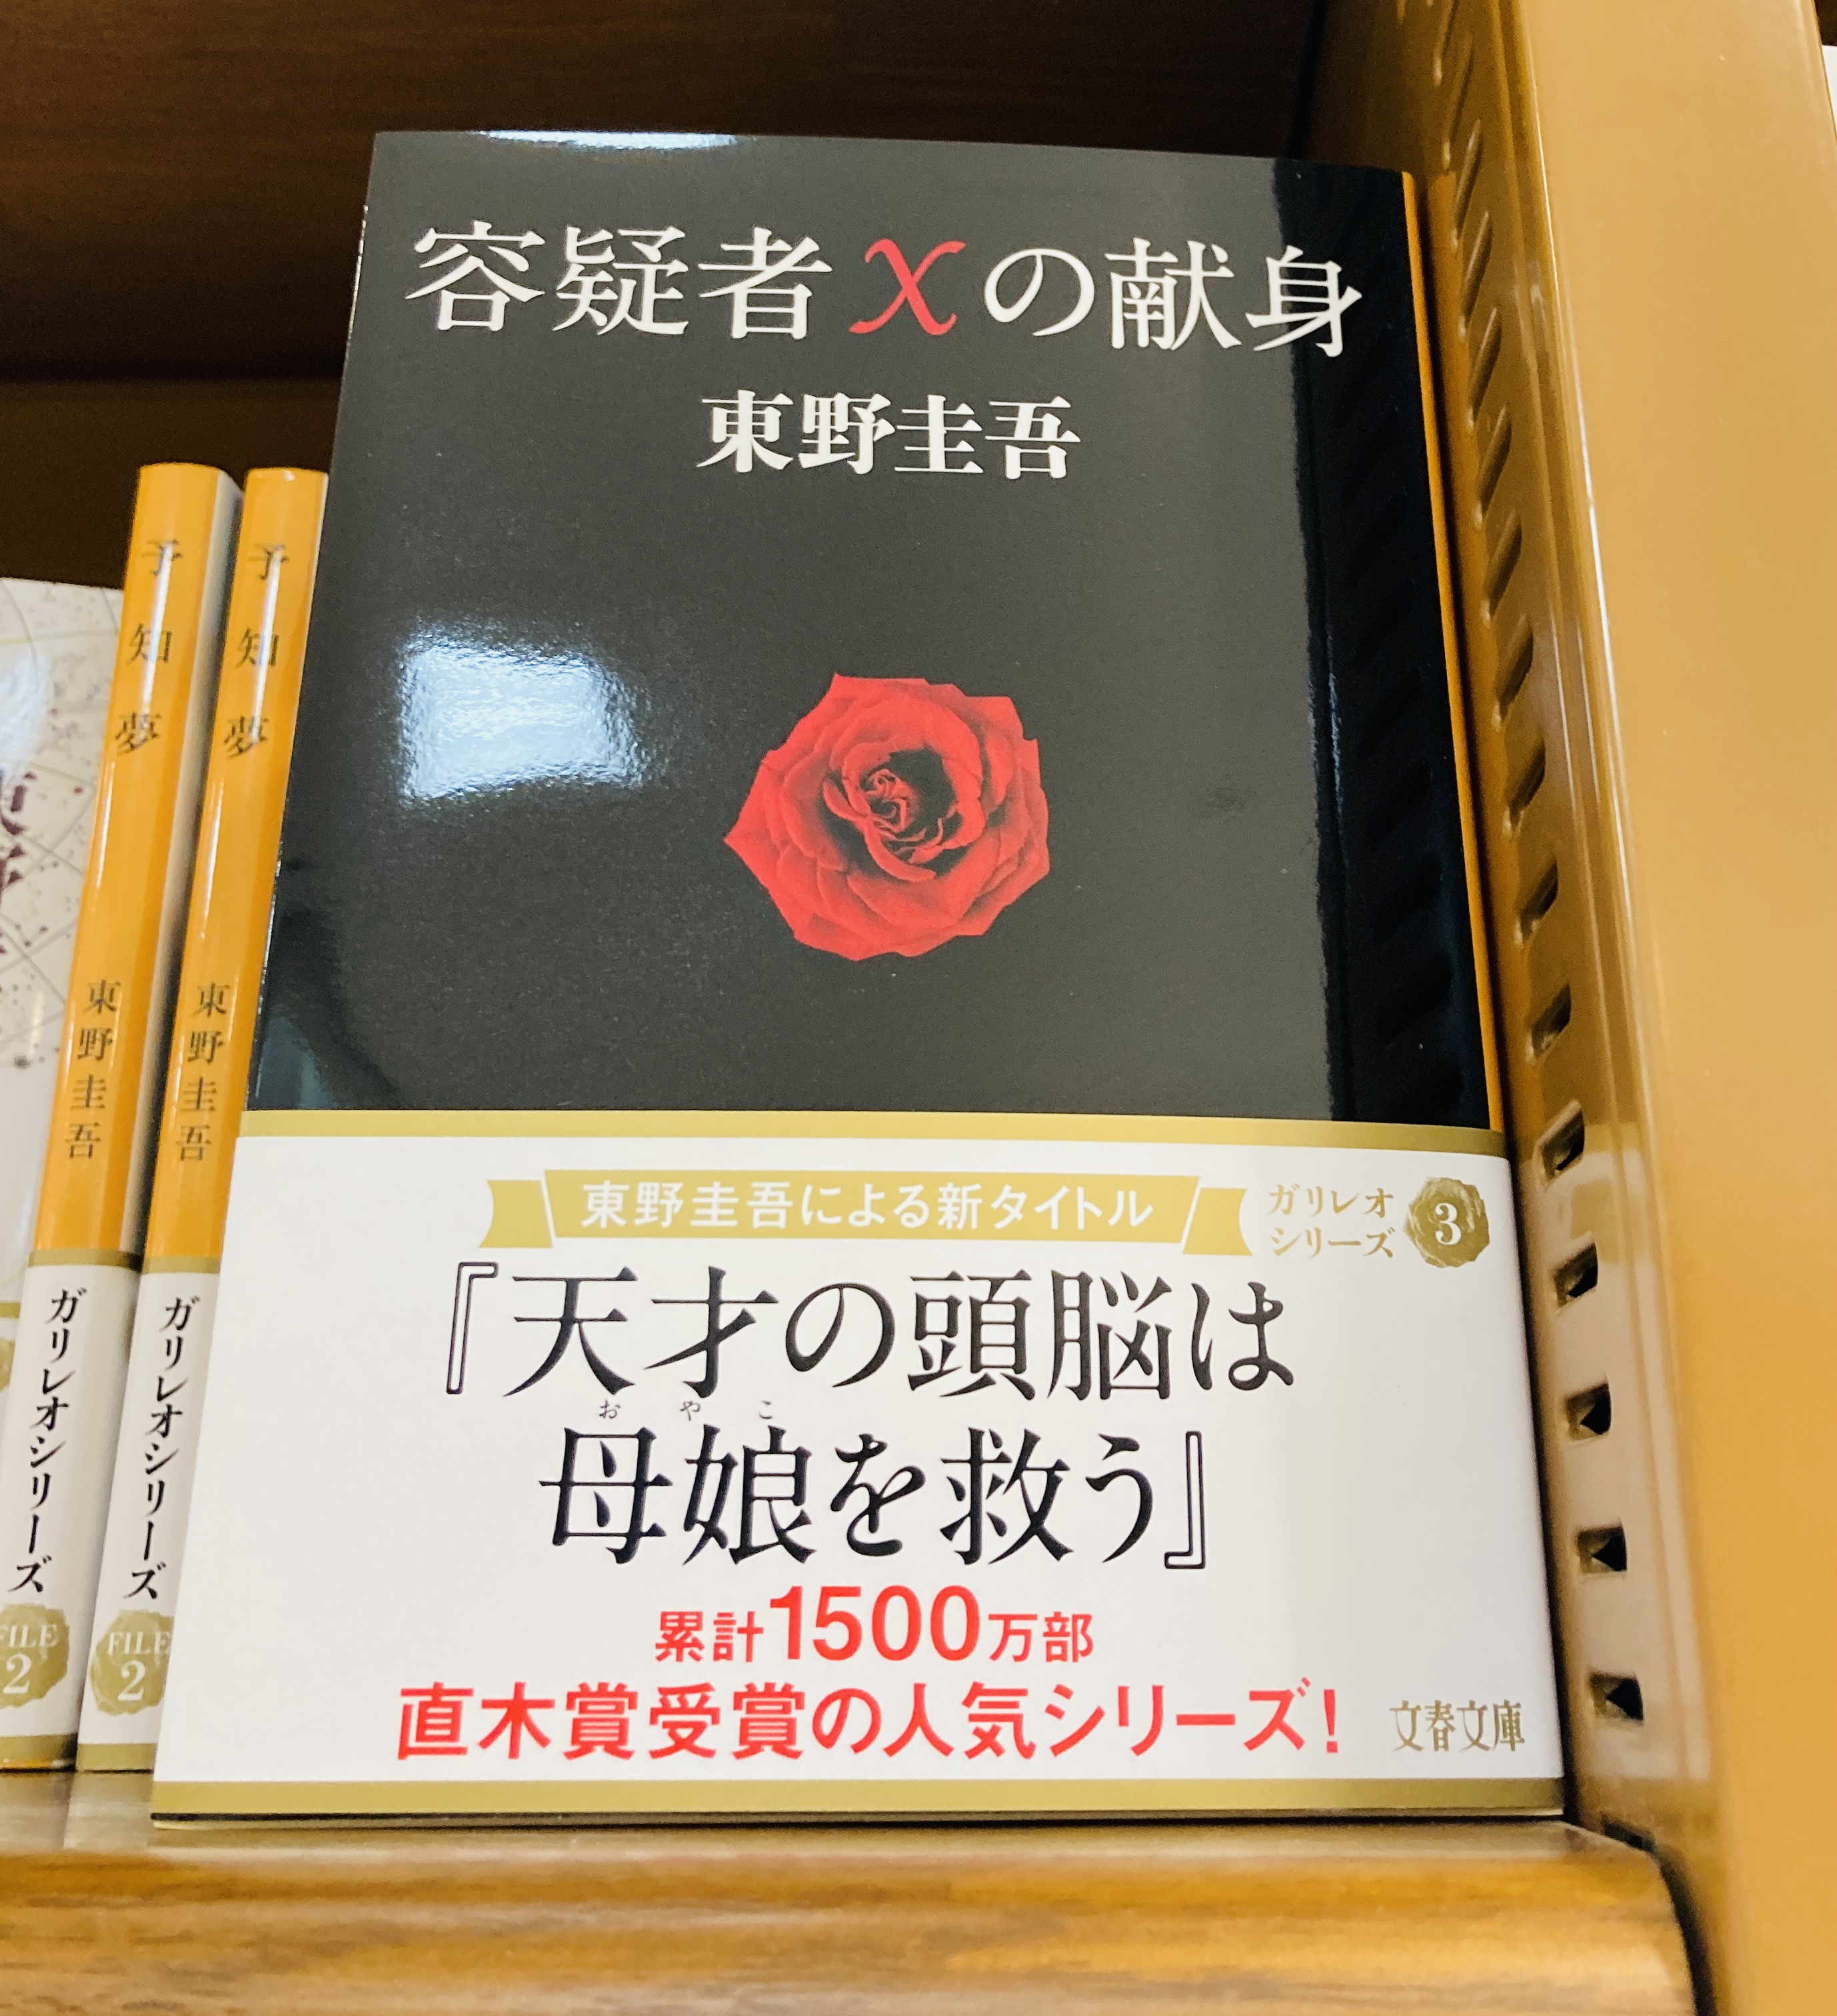 容疑者Xの献身
東野圭吾
東野圭吾による新タイトル
ガリレオ
シリーズ
3
『天才の頭脳は
おやこ
母娘を救う』
累計1500万部
直木賞受賞の人気シリーズ!
文春文庫
予知夢
東野圭吾
ガリレオシリーズ
FILE
2
予知夢
東野圭吾
ガリレオシリーズ
FILE
2